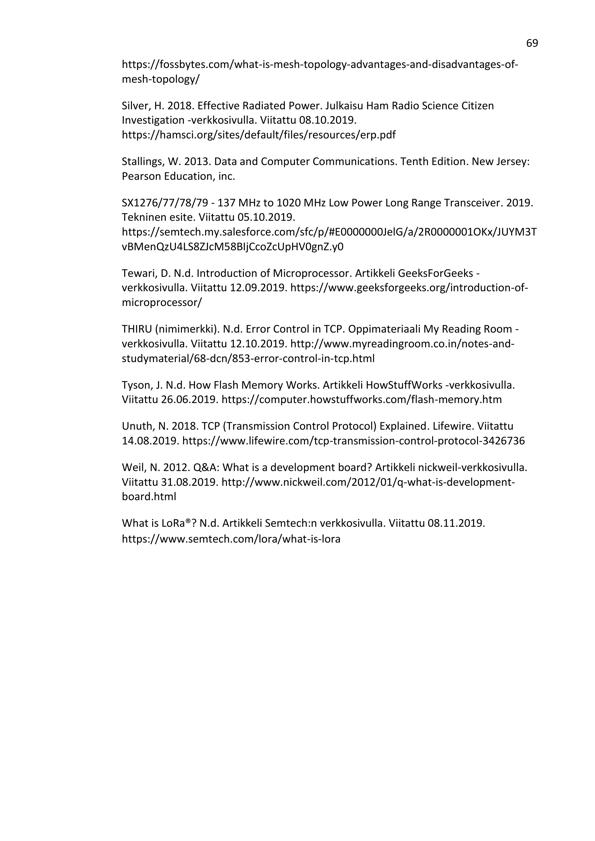 69
https://fossbytes.com/what-is-mesh-topology-advantages-and-disadvantages-of-
mesh-topology/
Silver, H. 2018. Effective Radiated Power. Julkaisu Ham Radio Science Citizen
Investigation -verkkosivulla. Viitattu 08.10.2019.
https://hamsci.org/sites/default/files/resources/erp.pdf
Stallings, W. 2013. Data and Computer Communications. Tenth Edition. New Jersey:
Pearson Education, inc.
SX1276/77/78/79 - 137 MHz to 1020 MHz Low Power Long Range Transceiver. 2019.
Tekninen esite. Viitattu 05.10.2019.
https://semtech.my.salesforce.com/sfc/p/#E0000000JelG/a/2R0000001OKx/JUYM3T
vBMenQzU4LS8ZJcM58BIjCcoZcUpHV0gnZ.y0
Tewari, D. N.d. Introduction of Microprocessor. Artikkeli GeeksForGeeks -
verkkosivulla. Viitattu 12.09.2019. https://www.geeksforgeeks.org/introduction-of-
microprocessor/
THIRU (nimimerkki). N.d. Error Control in TCP. Oppimateriaali My Reading Room -
verkkosivulla. Viitattu 12.10.2019. http://www.myreadingroom.co.in/notes-and-
studymaterial/68-dcn/853-error-control-in-tcp.html
Tyson, J. N.d. How Flash Memory Works. Artikkeli HowStuffWorks -verkkosivulla.
Viitattu 26.06.2019. https://computer.howstuffworks.com/flash-memory.htm
Unuth, N. 2018. TCP (Transmission Control Protocol) Explained. Lifewire. Viitattu
14.08.2019. https://www.lifewire.com/tcp-transmission-control-protocol-3426736
Weil, N. 2012. Q&A: What is a development board? Artikkeli nickweil-verkkosivulla.
Viitattu 31.08.2019. http://www.nickweil.com/2012/01/q-what-is-development-
board.html
What is LoRa®? N.d. Artikkeli Semtech:n verkkosivulla. Viitattu 08.11.2019.
https://www.semtech.com/lora/what-is-lora